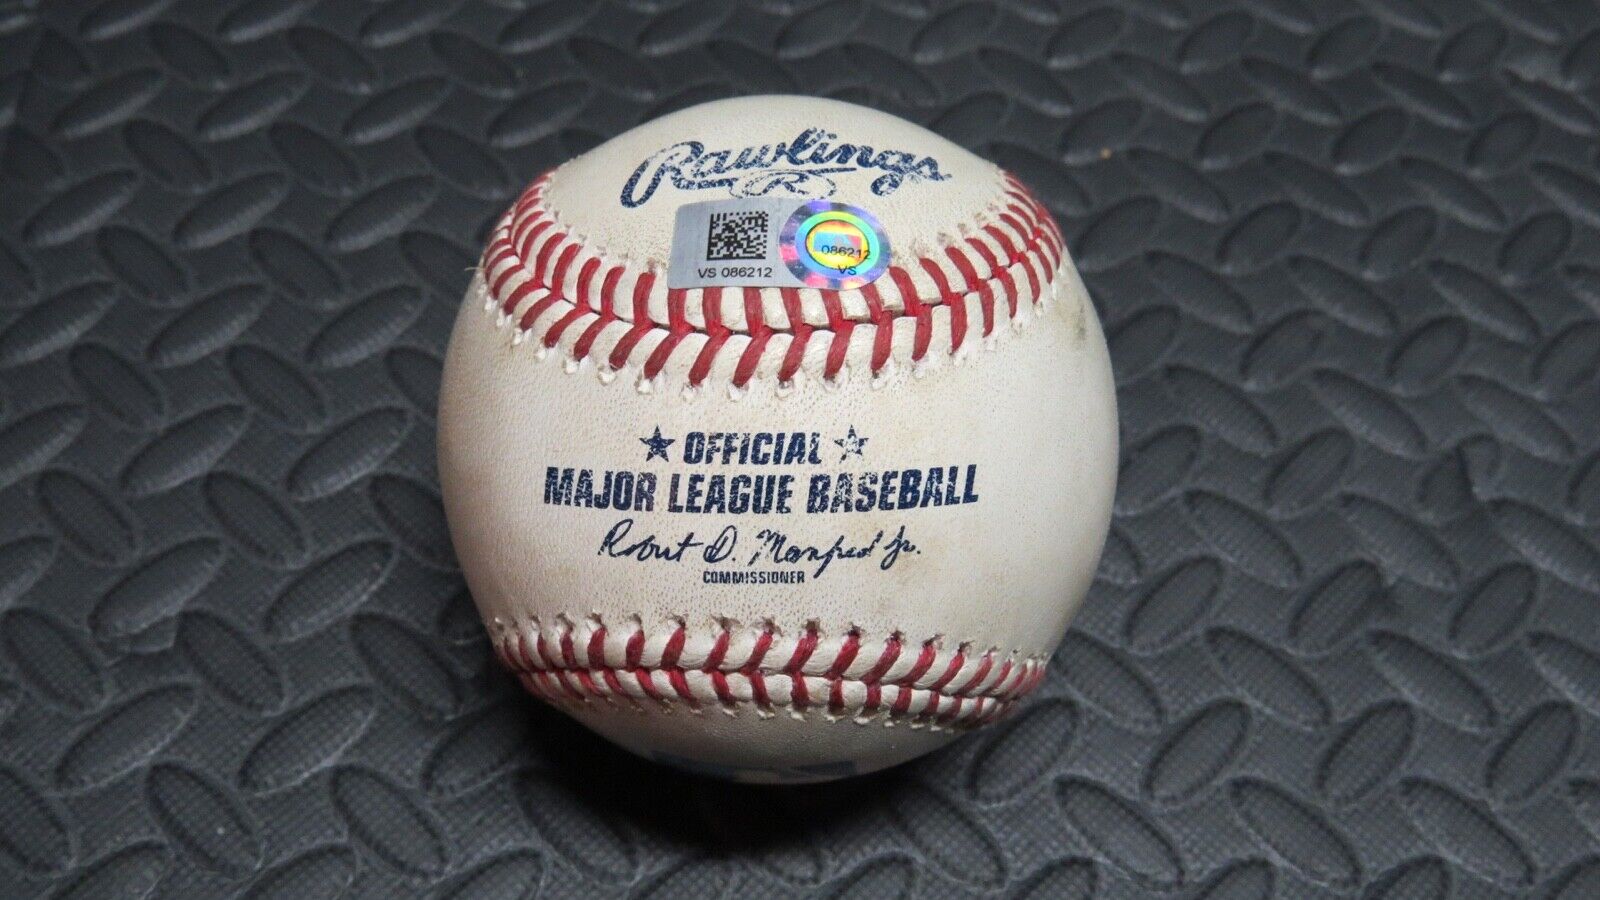 Rawlings
R
VS 086212
086212
VS
★ OFFICIAL ★
MAJOR LEAGUE BASEBALL
Robert D. Manfred Jr.
COMMISSIONER